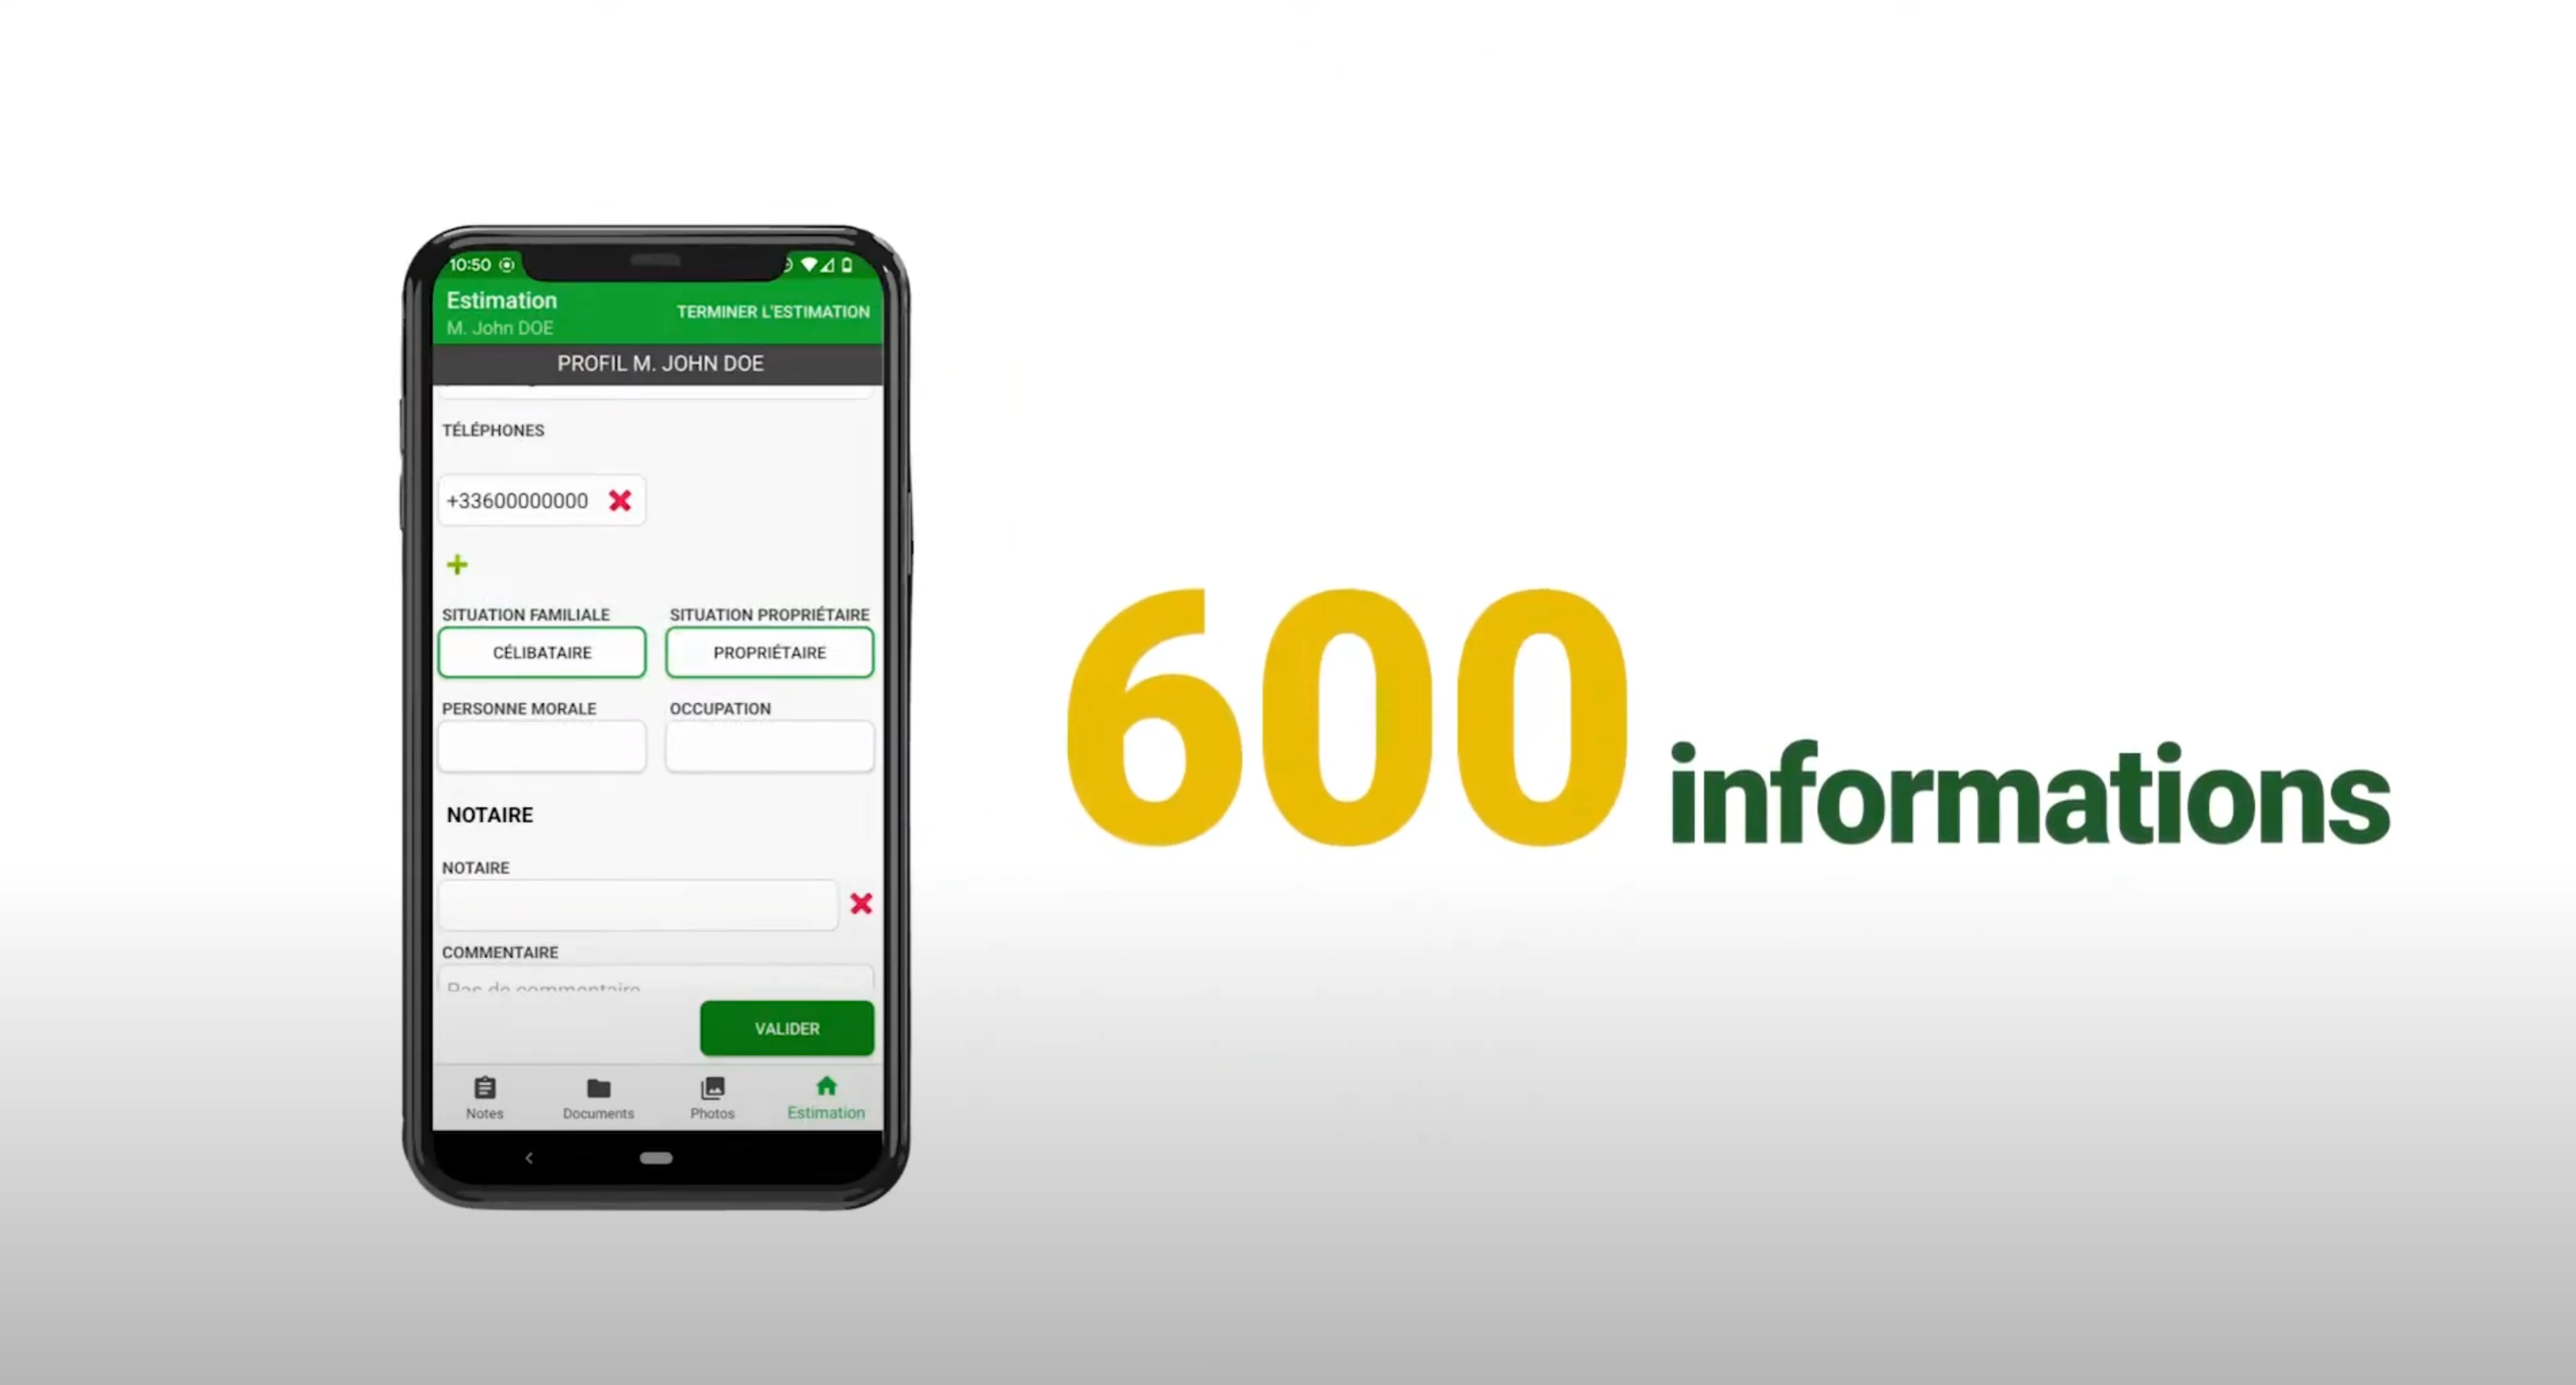 10:50
Estimation
TERMINER L'ESTIMATION
M. John DOE
PROFIL M. JOHN DOE
TÉLÉPHONES
+33600000000
SITUATION FAMILIALE
SITUATION PROPRIÉTAIRE
CÉLIBATAIRE
PROPRIÉTAIRE
PERSONNE MORALE
OCCUPATION
NOTAIRE
NOTAIRE
COMMENTAIRE
Pas de commentaire
VALIDER
Notes
Documents
Photos
Estimation
600 informations